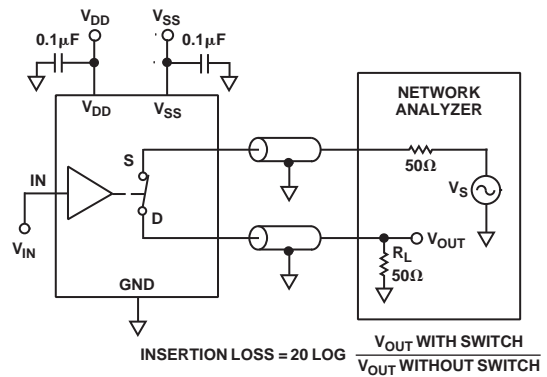 VDD
VSS
0.1µF
0.1µF
VDD
VSS
NETWORK
ANALYZER
S
50Ω
IN
VS
D
VOUT
VIN
RL
50Ω
GND
INSERTION LOSS = 20 LOG VOUT WITH SWITCH
VOUT WITHOUT SWITCH